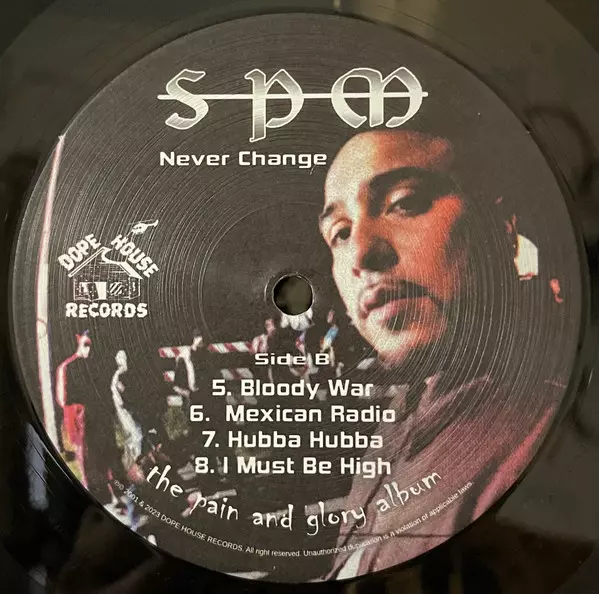 SPM
Never Change
DOPE HOUSE
RECORDS
Side B
5. Bloody War
6. Mexican Radio
7. Hubba Hubba
8. I Must Be High
the pain and glory album
℗© 2001 & 2023 DOPE HOUSE RECORDS. All right reserved. Unauthorized duplication is A violation of applicable laws.